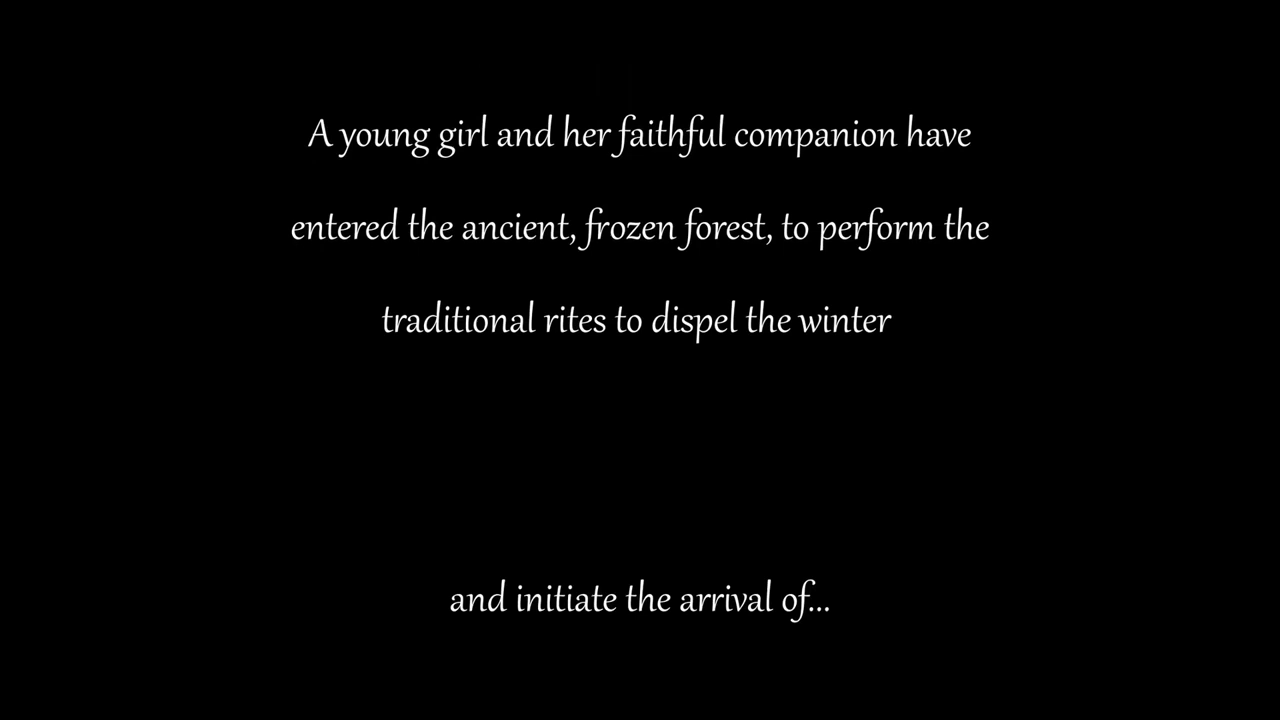 A young girl and her faithful companion have
entered the ancient, frozen forest, to perform the
traditional rites to dispel the winter
and initiate the arrival of...